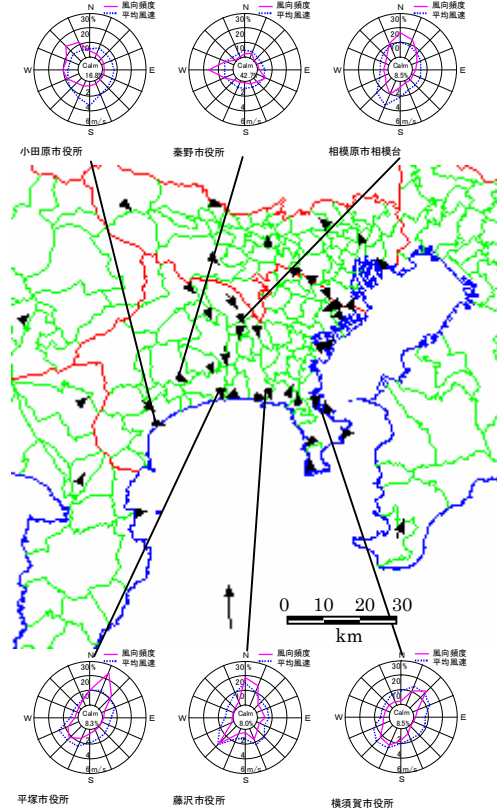 N
風向頻度
平均風速
30%
20
10
W
E
Calm
16.8%
2
4
6m/s
S
小田原市役所
N
風向頻度
平均風速
30%
20
10
W
E
Calm
42.7%
2
4
6m/s
S
秦野市役所
N
風向頻度
平均風速
30%
20
10
W
E
Calm
8.5%
2
4
6m/s
S
相模原市相模台
0 10 20 30
km
N
風向頻度
平均風速
30%
20
10
W
E
Calm
8.3%
2
4
6m/s
S
平塚市役所
N
風向頻度
平均風速
30%
20
10
W
E
Calm
8.0%
2
4
6m/s
S
藤沢市役所
N
風向頻度
平均風速
30%
20
10
W
E
Calm
8.5%
2
4
6m/s
S
横須賀市役所